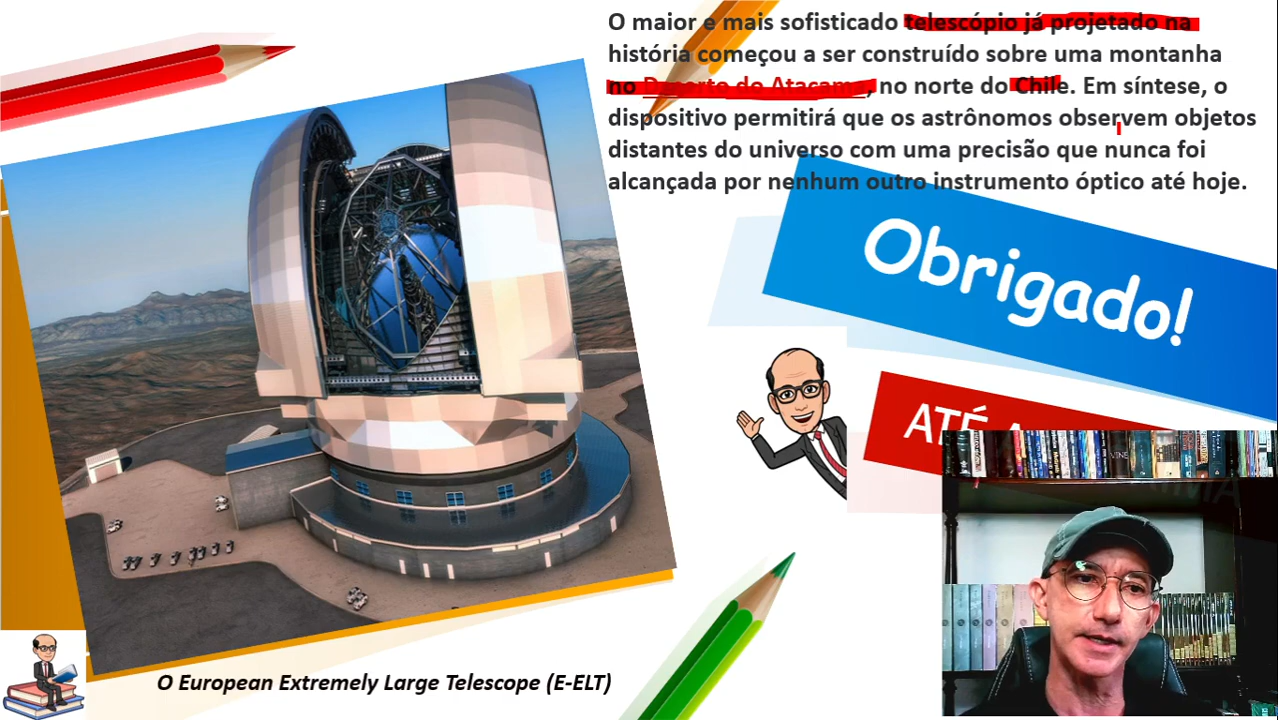 O maior e mais sofisticado telescópio já projetado na
história começou a ser construído sobre uma montanha
no Deserto do Atacama, no norte do Chile. Em síntese, o
dispositivo permitirá que os astrônomos observem objetos
distantes do universo com uma precisão que nunca foi
alcançada por nenhum outro instrumento óptico até hoje.
Obrigado!
ATÉ A
VINE
O European Extremely Large Telescope (E-ELT)